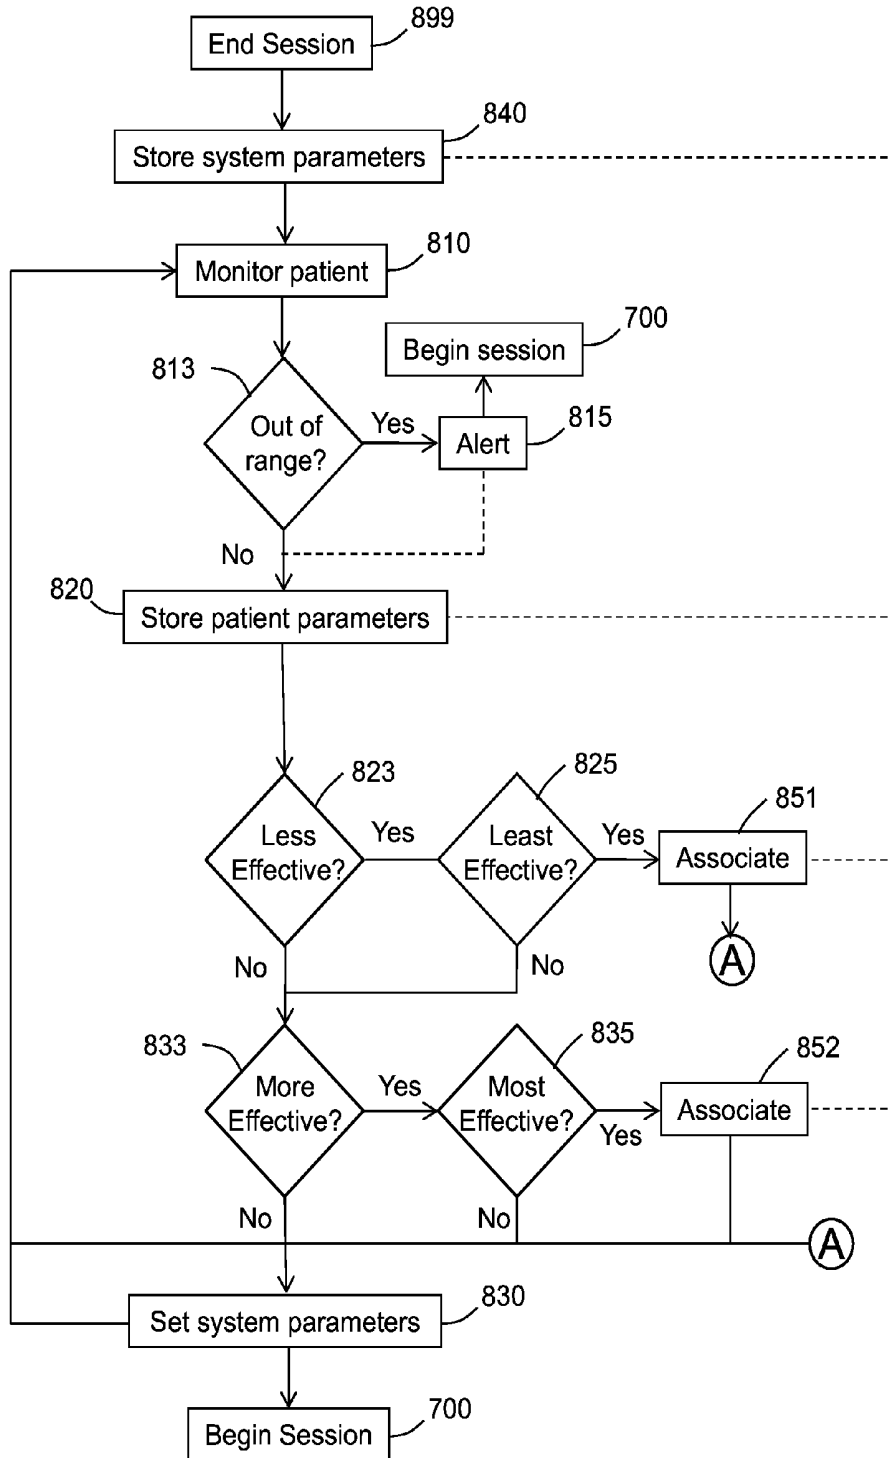 899
End Session
840
Store system parameters
810
Monitor patient
700
Begin session
813
Out of
range?
Yes
Alert
815
No
820
Store patient parameters
823
825
851
Less
Effective?
Yes
Least
Effective?
Yes
Associate
A
No
No
833
835
852
More
Effective?
Yes
Most
Effective?
Yes
Associate
No
No
A
830
Set system parameters
700
Begin Session